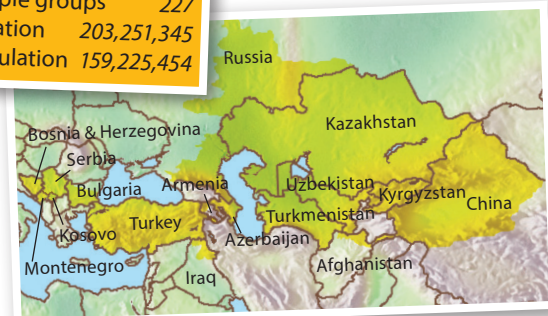 groups 227
203,251,345
159,225,454
Russia
Kazakhstan
Bosnia & Herzegovina
Serbia
Bulgaria
Armenia
Uzbekistan
Kyrgyzstan
China
Turkey
Turkmenistan
Kosovo
Azerbaijan
Montenegro
Iraq
Afghanistan